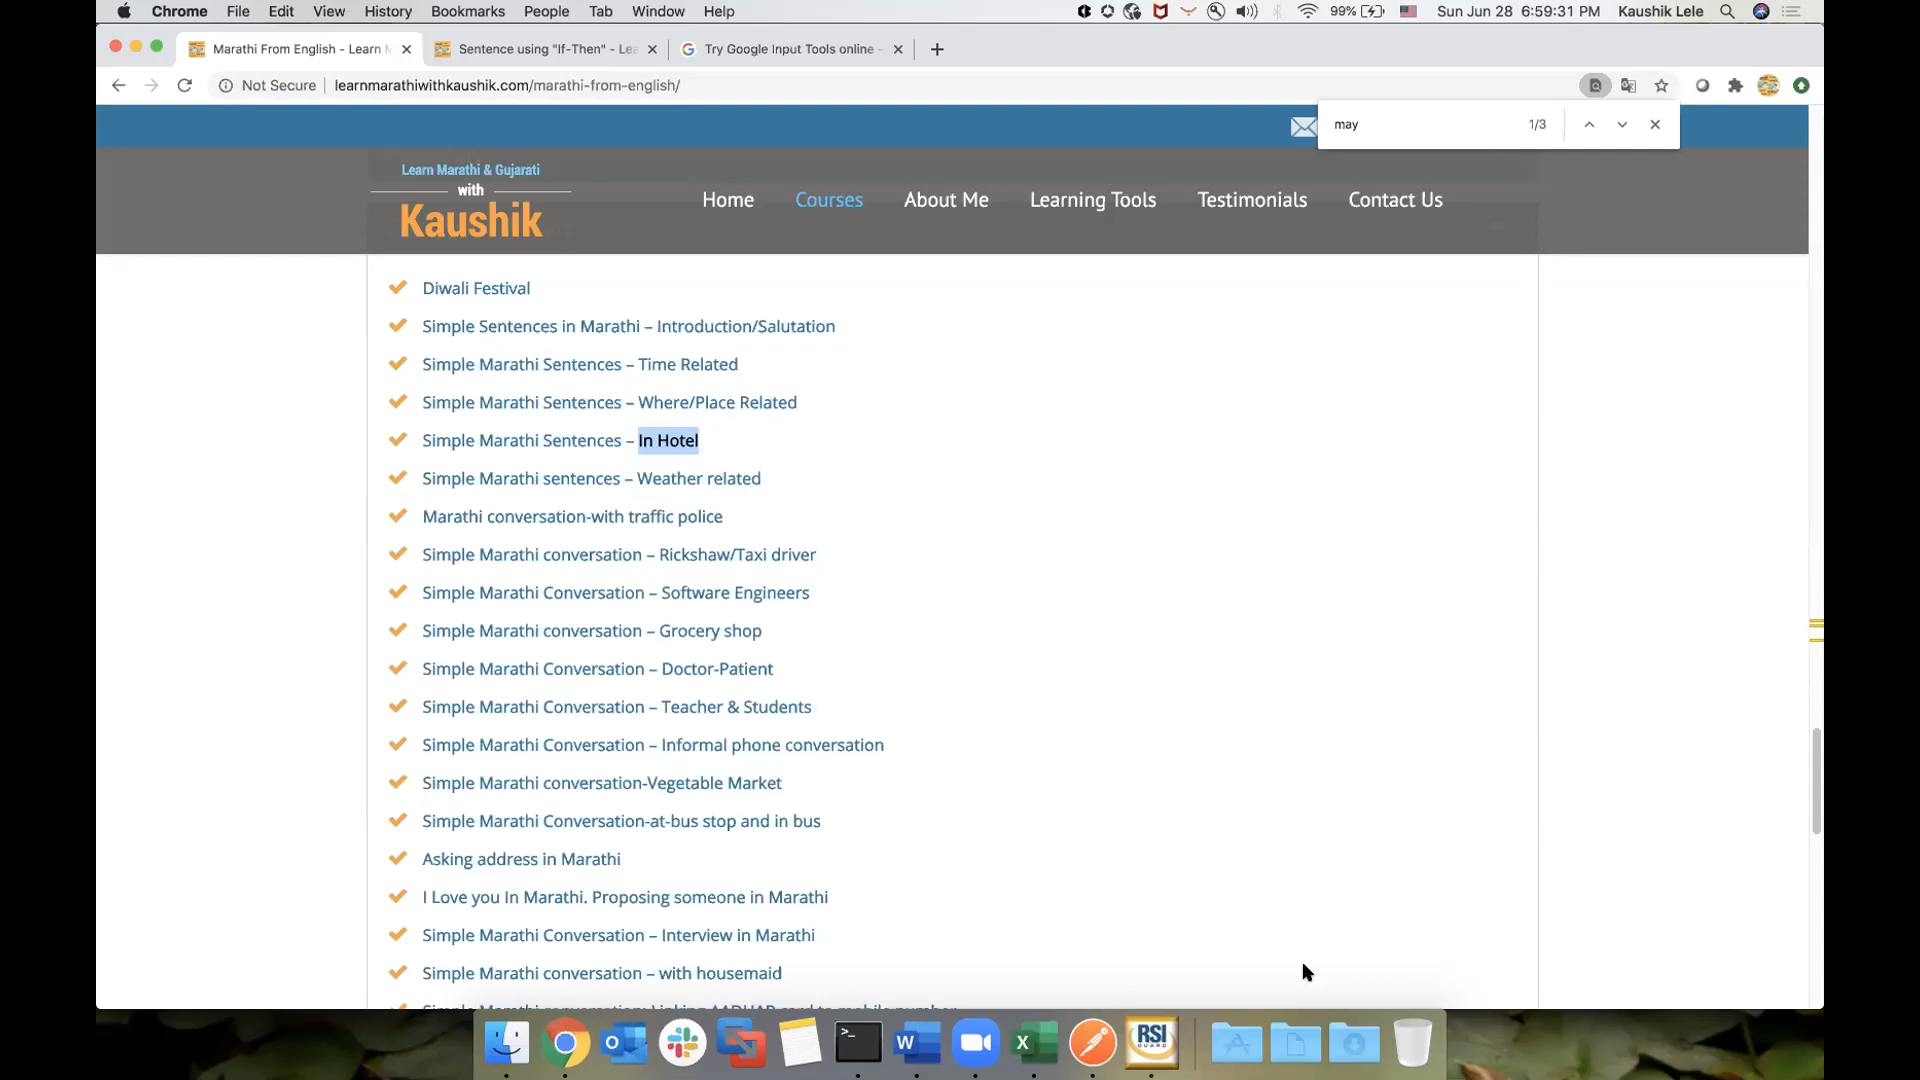 Chrome File Edit View History Bookmarks People Tab Window Help 99% Sun Jun 28 6:59:31 PM Kaushik Lele
Marathi From English - Learn M Sentence using "If-Then" - Lea Try Google Input Tools online -
Not Secure learnmarathiwithkaushik.com/marathi-from-english/
may 1/3
Learn Marathi & Gujarati
with
Kaushik
Home Courses About Me Learning Tools Testimonials Contact Us
Diwali Festival
Simple Sentences in Marathi – Introduction/Salutation
Simple Marathi Sentences – Time Related
Simple Marathi Sentences – Where/Place Related
Simple Marathi Sentences – In Hotel
Simple Marathi sentences – Weather related
Marathi conversation-with traffic police
Simple Marathi conversation – Rickshaw/Taxi driver
Simple Marathi Conversation – Software Engineers
Simple Marathi conversation – Grocery shop
Simple Marathi Conversation – Doctor-Patient
Simple Marathi Conversation – Teacher & Students
Simple Marathi Conversation – Informal phone conversation
Simple Marathi conversation-Vegetable Market
Simple Marathi Conversation-at-bus stop and in bus
Asking address in Marathi
I Love you In Marathi. Proposing someone in Marathi
Simple Marathi Conversation – Interview in Marathi
Simple Marathi conversation – with housemaid
RSI
GUARD